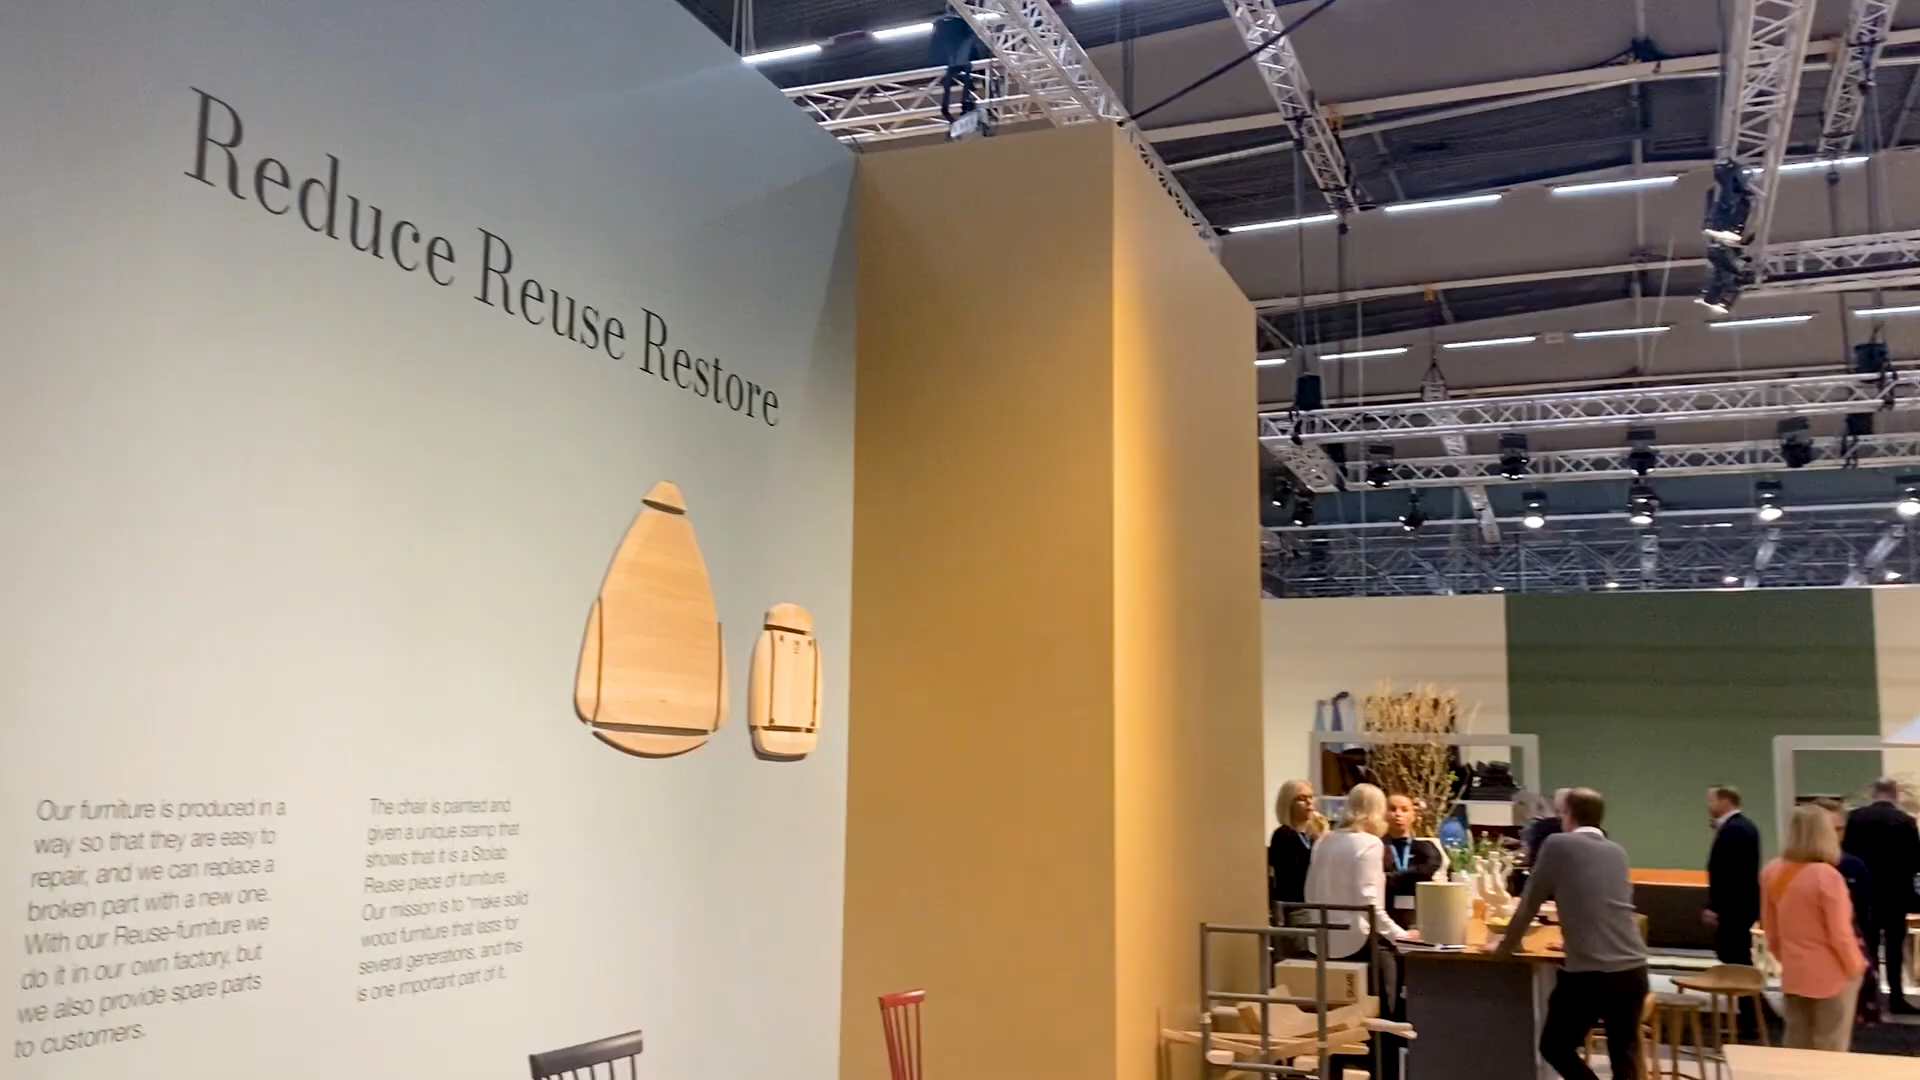 Reduce Reuse Restore
Our furniture is produced in a
way so that they are easy to
repair, and we can replace a
broken part with a new one.
With our Reuse-furniture we
do it in our own factory, but
we also provide spare parts
to customers.
The chair is painted and
given a unique stamp that
shows that it is a Stolab
Reuse piece of furniture.
Our mission is to "make solid
wood furniture that lasts for
several generations, and this
is one important part of it.